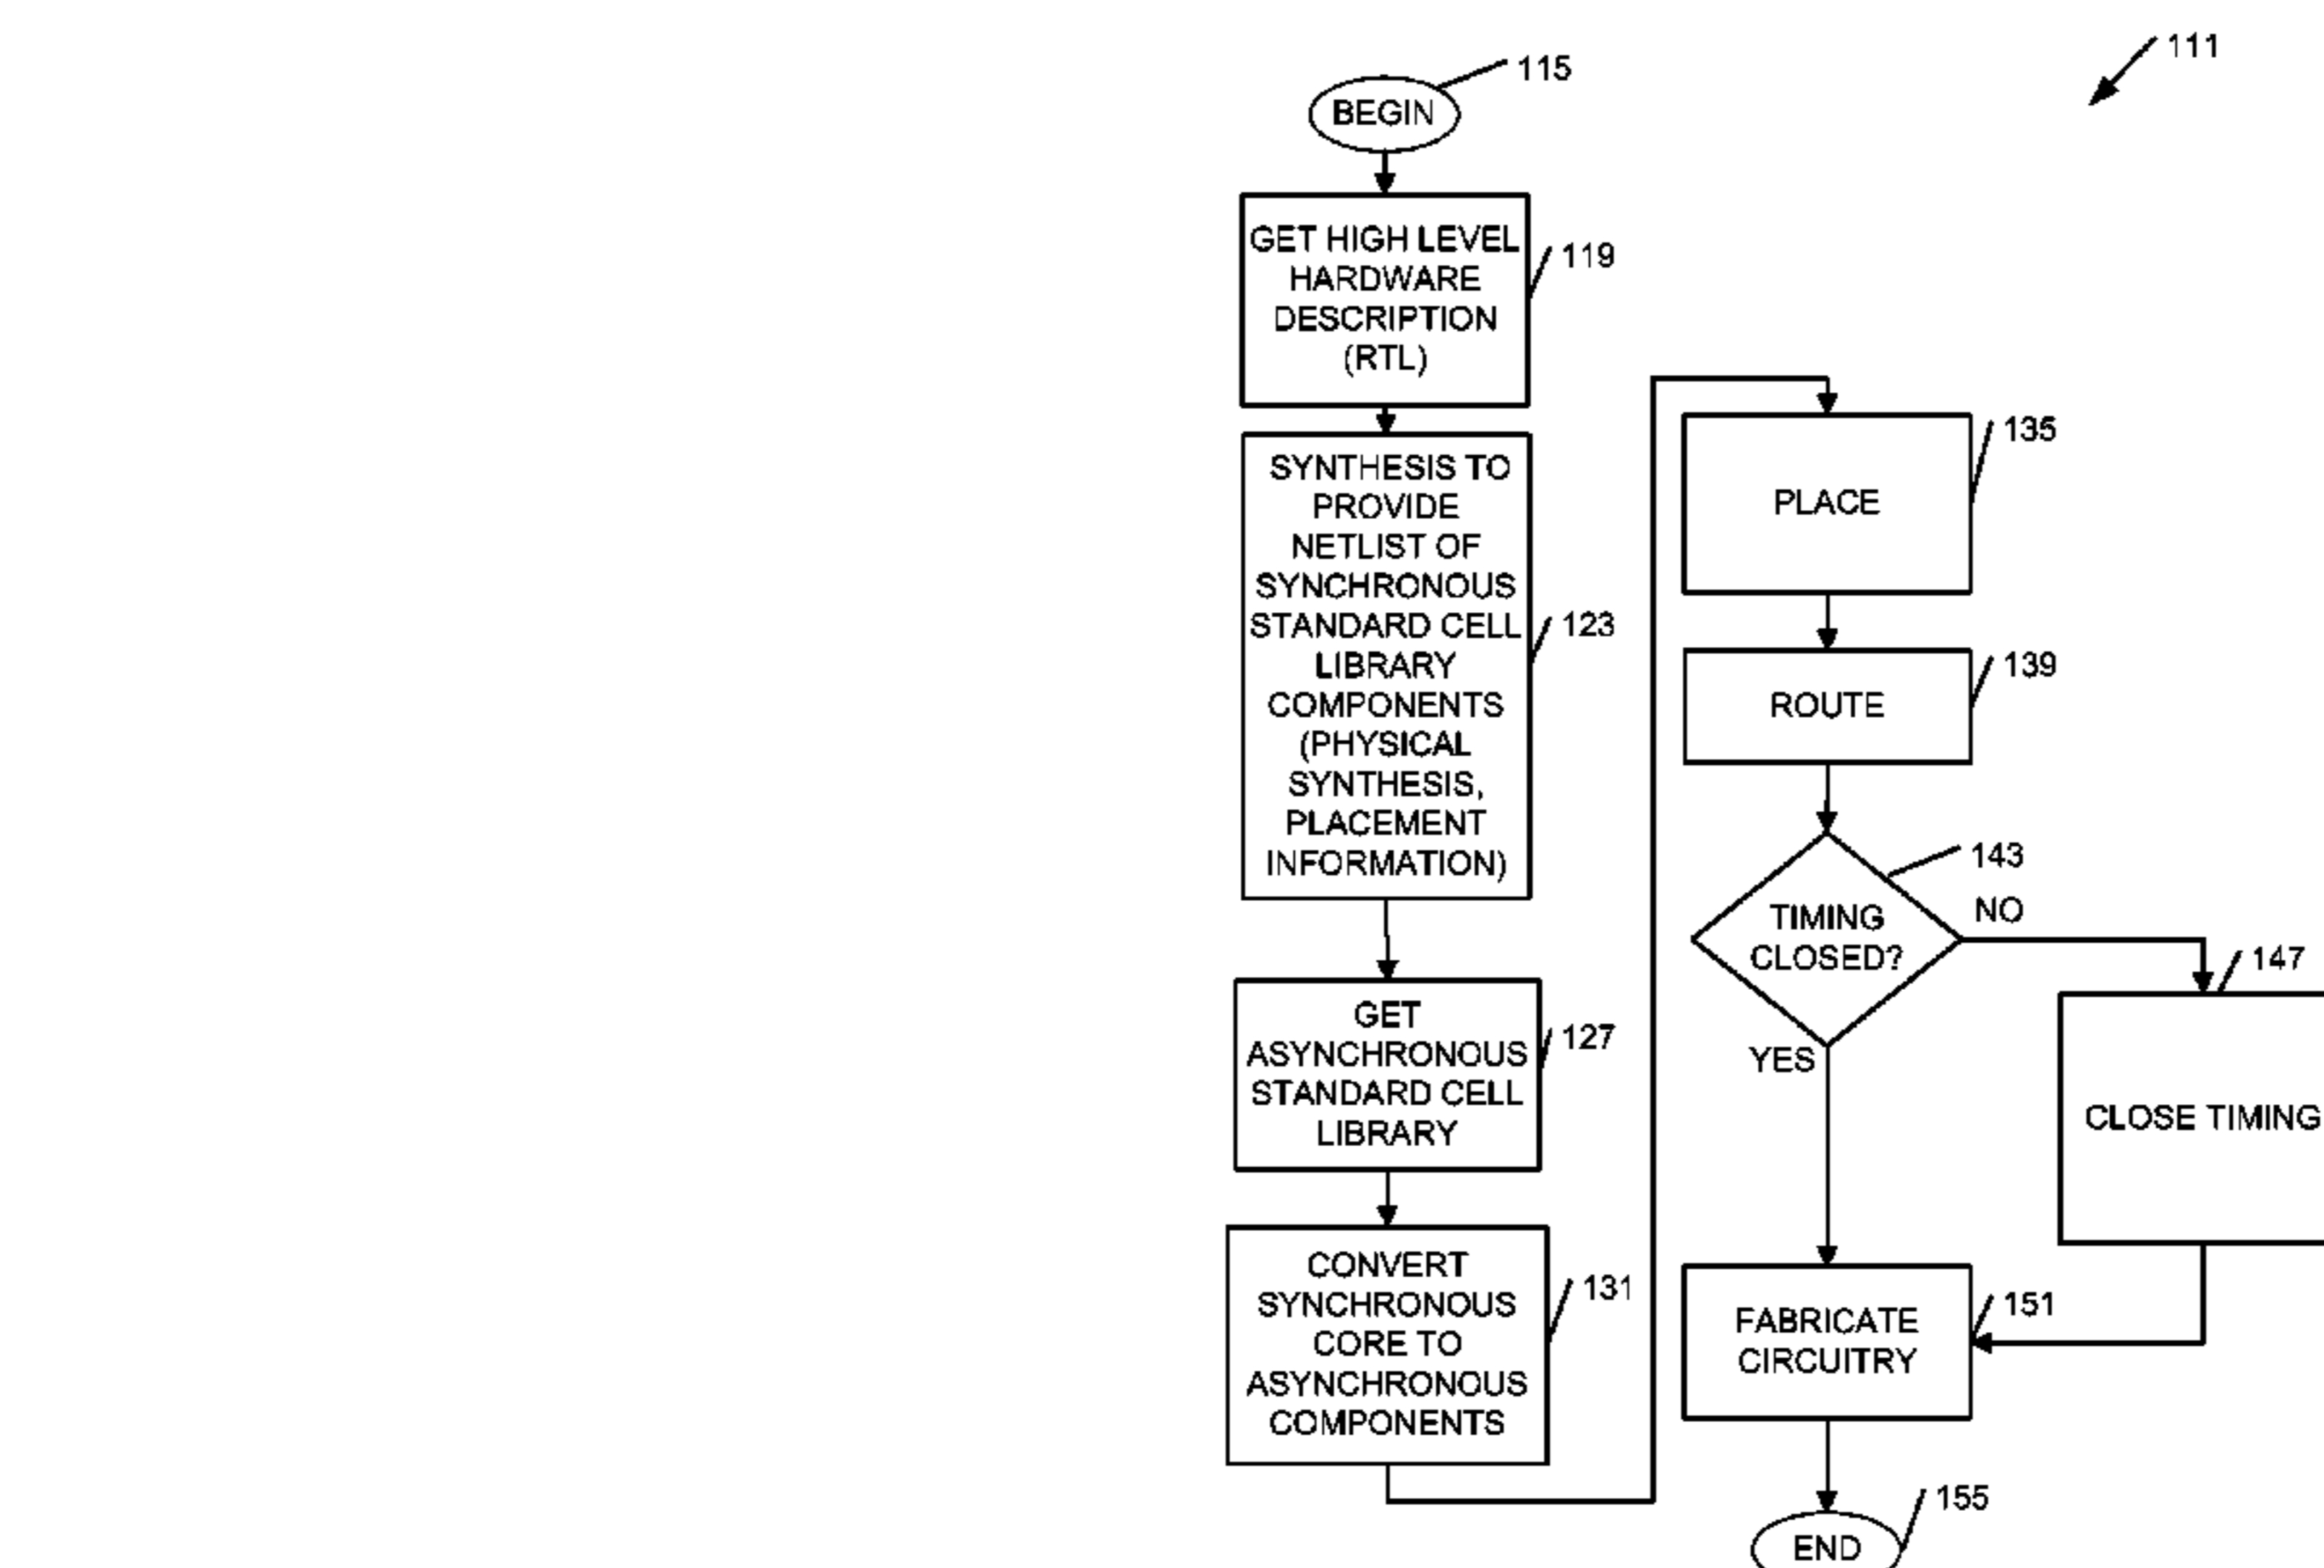 111
115
BEGIN
GET HIGH LEVEL
HARDWARE
DESCRIPTION
(RTL)
119
SYNTHESIS TO
PROVIDE
NETLIST OF
SYNCHRONOUS
STANDARD CELL
LIBRARY
COMPONENTS
(PHYSICAL
SYNTHESIS,
PLACEMENT
INFORMATION)
123
GET
ASYNCHRONOUS
STANDARD CELL
LIBRARY
127
CONVERT
SYNCHRONOUS
CORE TO
ASYNCHRONOUS
COMPONENTS
131
135
PLACE
139
ROUTE
143
TIMING
CLOSED?
NO
YES
147
CLOSE TIMING
FABRICATE
CIRCUITRY
151
155
END